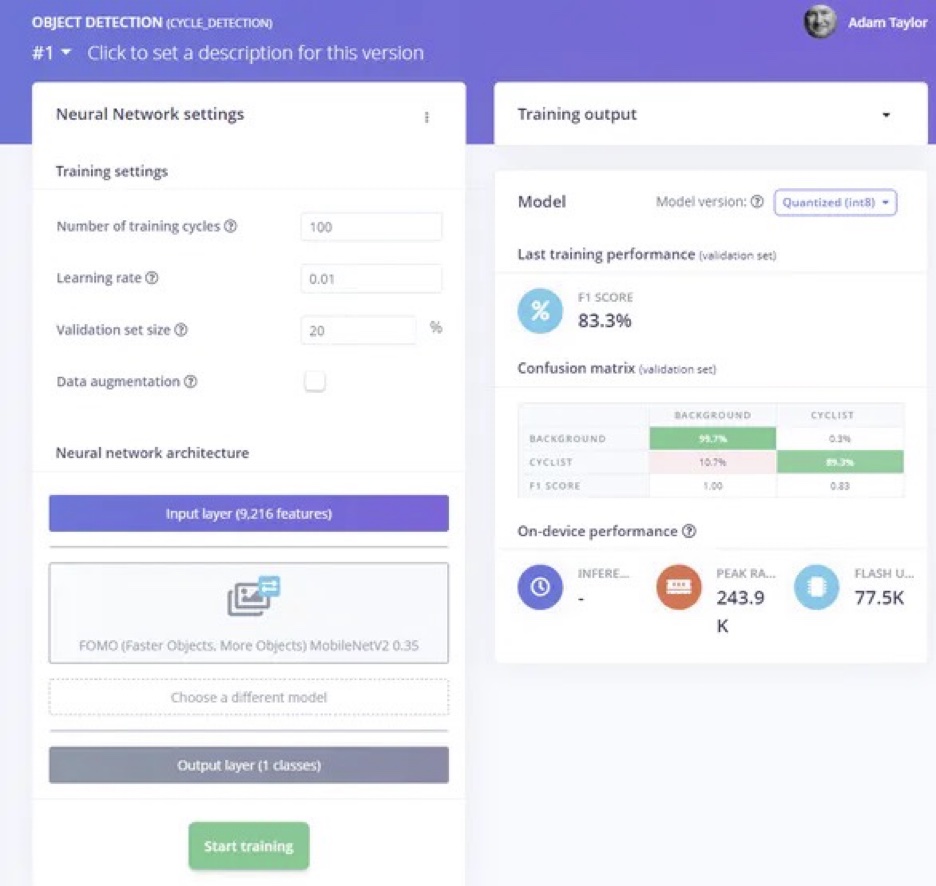 OBJECT DETECTION (CYCLE_DETECTION)
Adam Taylor
#1 Click to set a description for this version
Neural Network settings
Training settings
Number of training cycles
100
Learning rate
0.01
Validation set size
20
%
Data augmentation
Neural network architecture
Input layer (9,216 features)
FOMO (Faster Objects, More Objects) MobileNetV2 0.35
Choose a different model
Output layer (1 classes)
Start training
Training output
Model
Model version:
Quantized (int8)
Last training performance (validation set)
%
F1 SCORE
83.3%
Confusion matrix (validation set)
BACKGROUND CYCLIST
BACKGROUND 99.7% 0.3%
CYCLIST 10.7% 89.3%
F1 SCORE 1.00 0.83
On-device performance
INFERE...
-
PEAK RA...
243.9
K
FLASH U...
77.5K